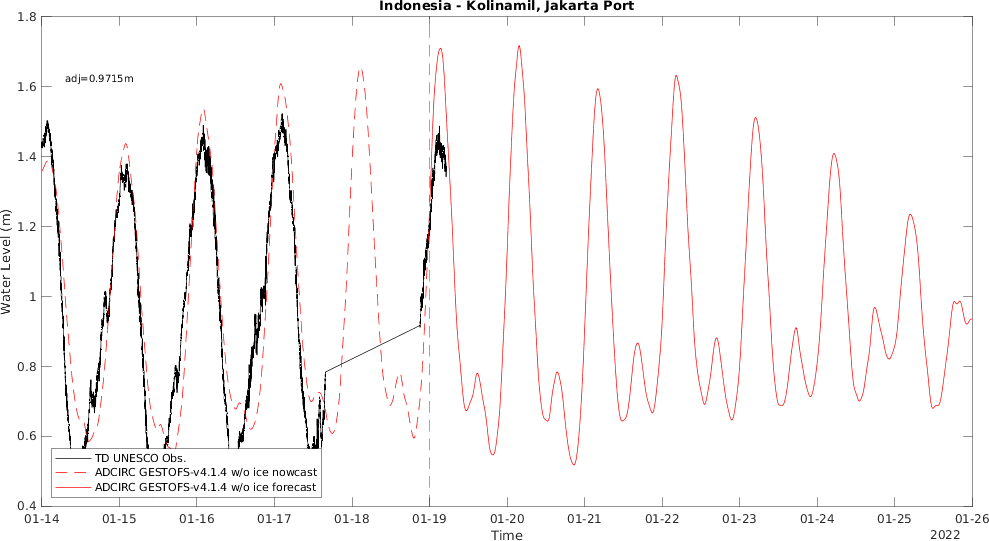 Indonesia - Kolinamil, Jakarta Port
1.8
1.6
1.4
1.2
1
0.8
0.6
0.4
Water Level (m)
adj=0.9715m
TD UNESCO Obs.
ADCIRC GESTOFS-v4.1.4 w/o ice nowcast
ADCIRC GESTOFS-v4.1.4 w/o ice forecast
01-14 01-15 01-16 01-17 01-18 01-19 01-20 01-21 01-22 01-23 01-24 01-25 01-26
Time
2022